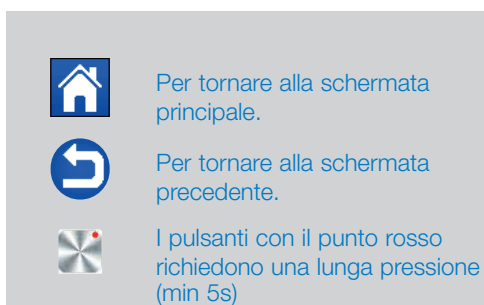 Per tornare alla schermata
principale.
Per tornare alla schermata
precedente.
I pulsanti con il punto rosso
richiedono una lunga pressione
(min 5s)